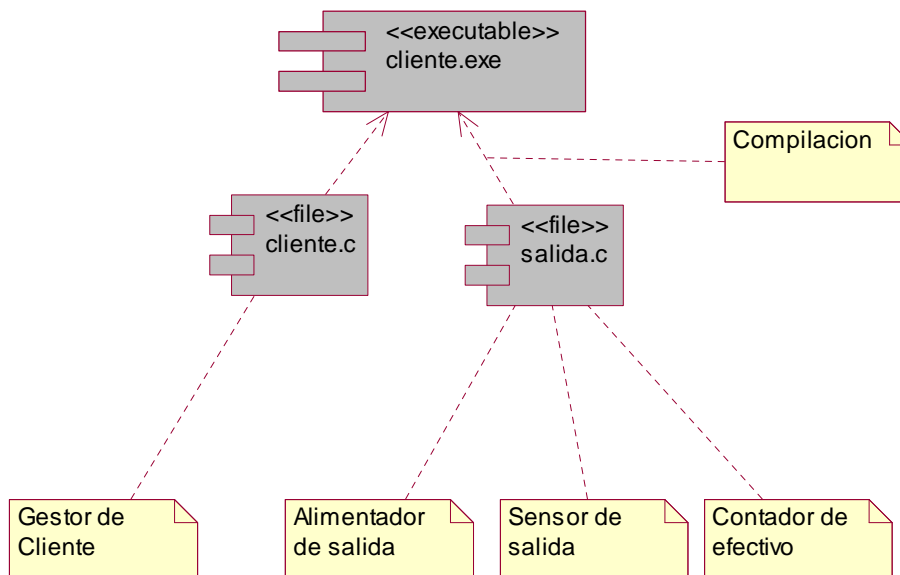 <<executable>>
cliente.exe
Compilacion
<<file>>
cliente.c
<<file>>
salida.c
Gestor de
Cliente
Alimentador
de salida
Sensor de
salida
Contador de
efectivo